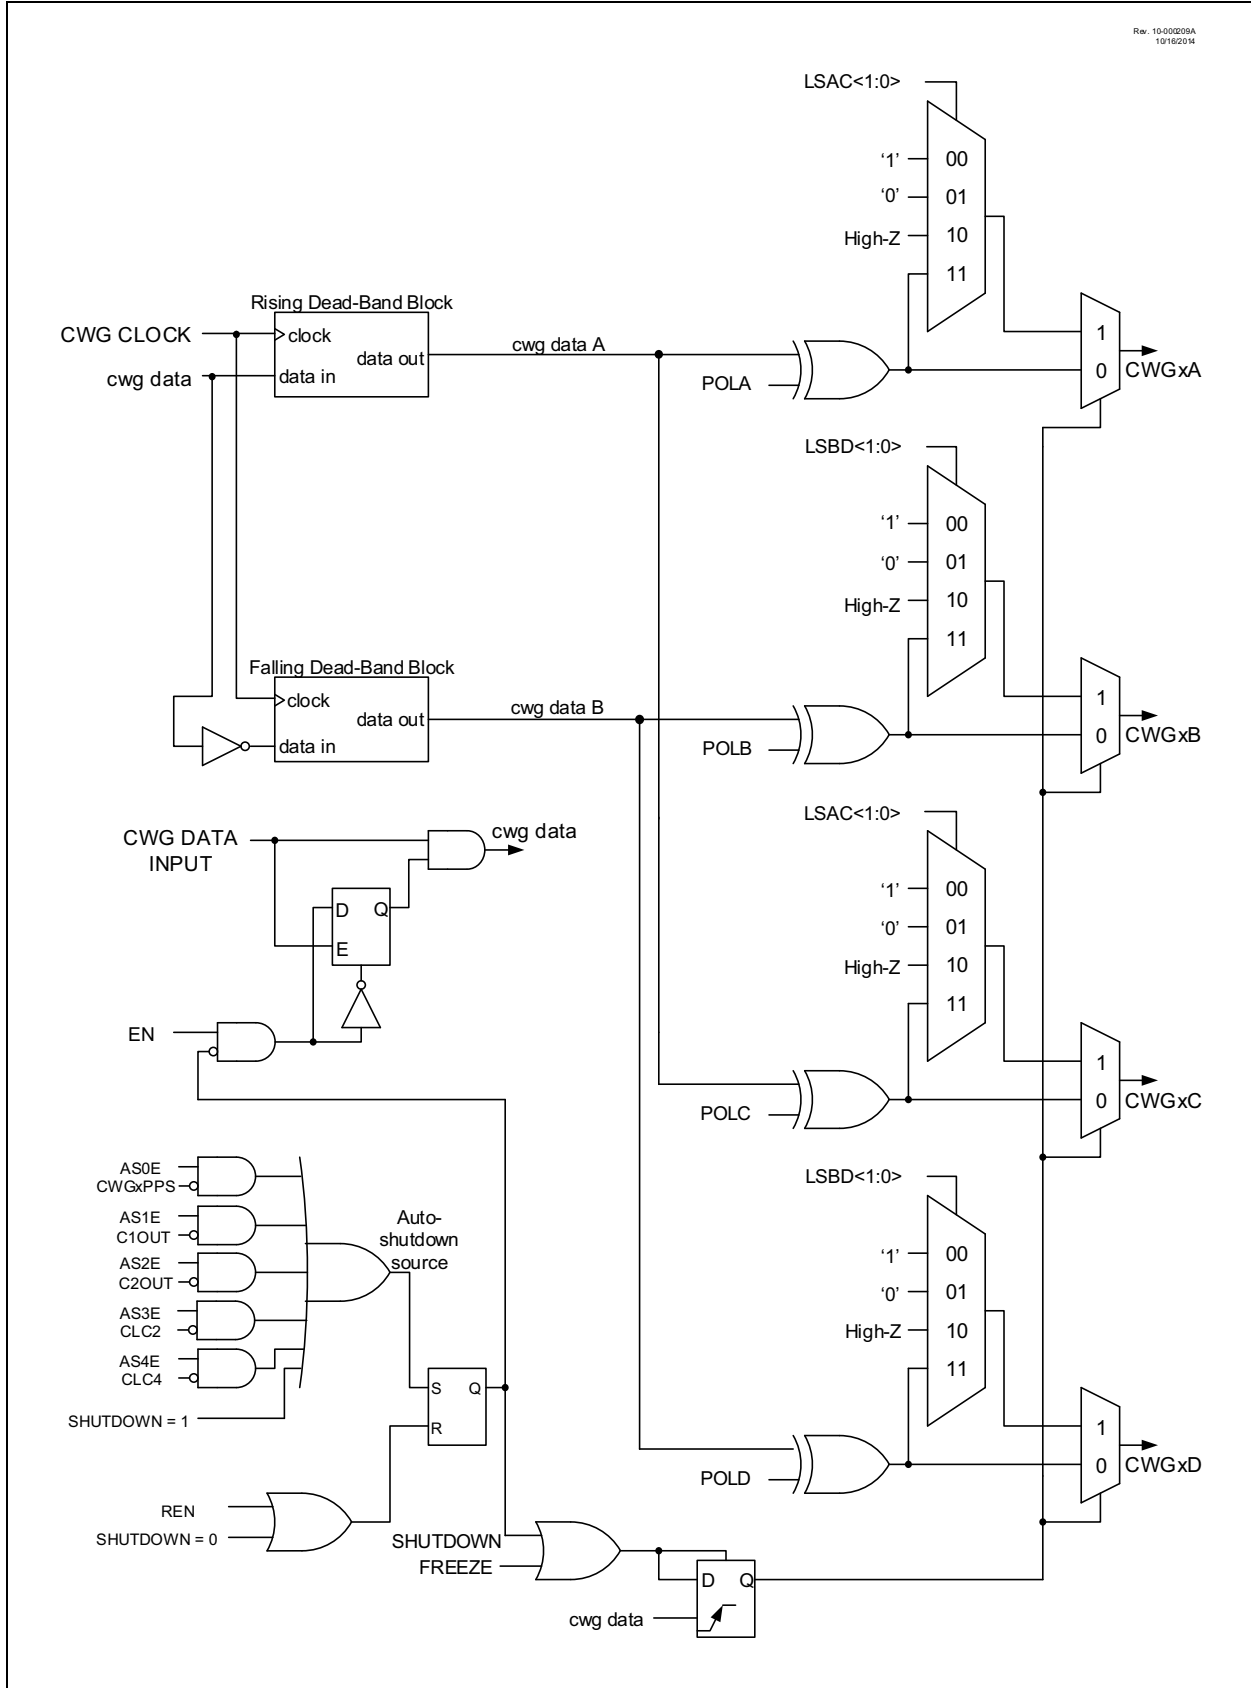 Rev. 10-000209A
10/16/2014
LSAC<1:0>
‘1’
00
‘0’
01
High-Z
10
11
Rising Dead-Band Block
CWG CLOCK
clock
data out
cwg data
data in
cwg data A
POLA
1
0
CWGxA
LSBD<1:0>
‘1’
00
‘0’
01
High-Z
10
11
Falling Dead-Band Block
clock
data out
data in
cwg data B
POLB
1
0
CWGxB
CWG DATA
INPUT
cwg data
D
Q
E
EN
LSAC<1:0>
‘1’
00
‘0’
01
High-Z
10
11
POLC
1
0
CWGxC
AS0E
CWGxPPS
AS1E
C1OUT
AS2E
C2OUT
AS3E
CLC2
AS4E
CLC4
SHUTDOWN = 1
Auto-
shutdown
source
S
Q
R
REN
SHUTDOWN = 0
LSBD<1:0>
‘1’
00
‘0’
01
High-Z
10
11
POLD
1
0
CWGxD
SHUTDOWN
FREEZE
D
Q
cwg data